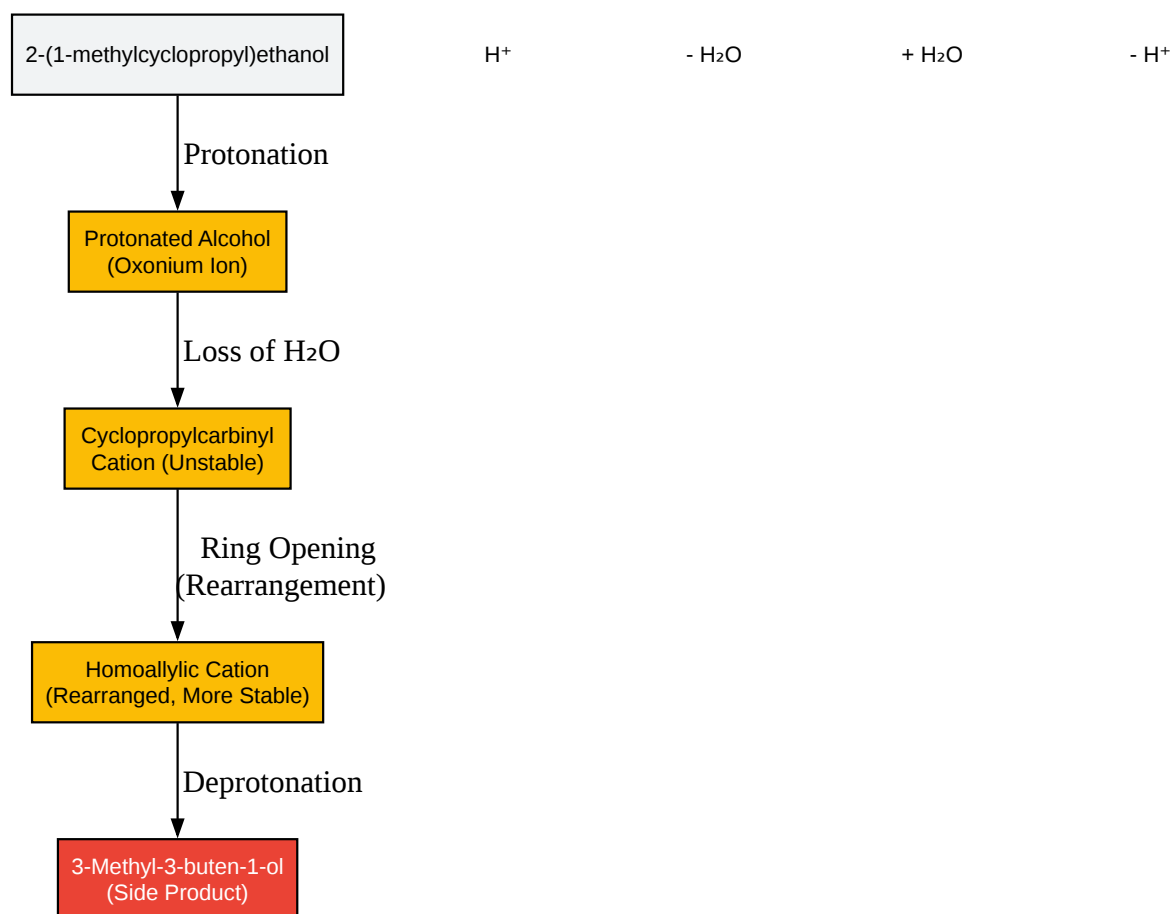 2-(1-methylcyclopropyl)ethanol
H⁺
- H₂O
+ H₂O
- H⁺
Protonation
Protonated Alcohol
(Oxonium Ion)
Loss of H₂O
Cyclopropylcarbinyl
Cation (Unstable)
Ring Opening
(Rearrangement)
Homoallylic Cation
(Rearranged, More Stable)
Deprotonation
3-Methyl-3-buten-1-ol
(Side Product)